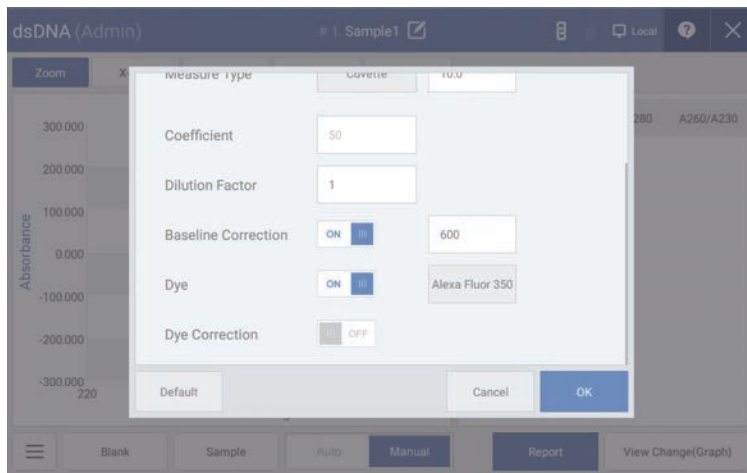 dsDNA (Admin) # 1. Sample1 Local ?
Zoom X-
Measure Type Cuvette 10.0
280 A260/A230
300.000
Coefficient 50
200.000
Dilution Factor 1
100.000
Baseline Correction ON 600
0.000
Absorbance
Dye ON Alexa Fluor 350
-100.000
Dye Correction OFF
-200.000
-300.000
220
Default Cancel OK
Blank Sample Auto Manual Report View Change(Graph)